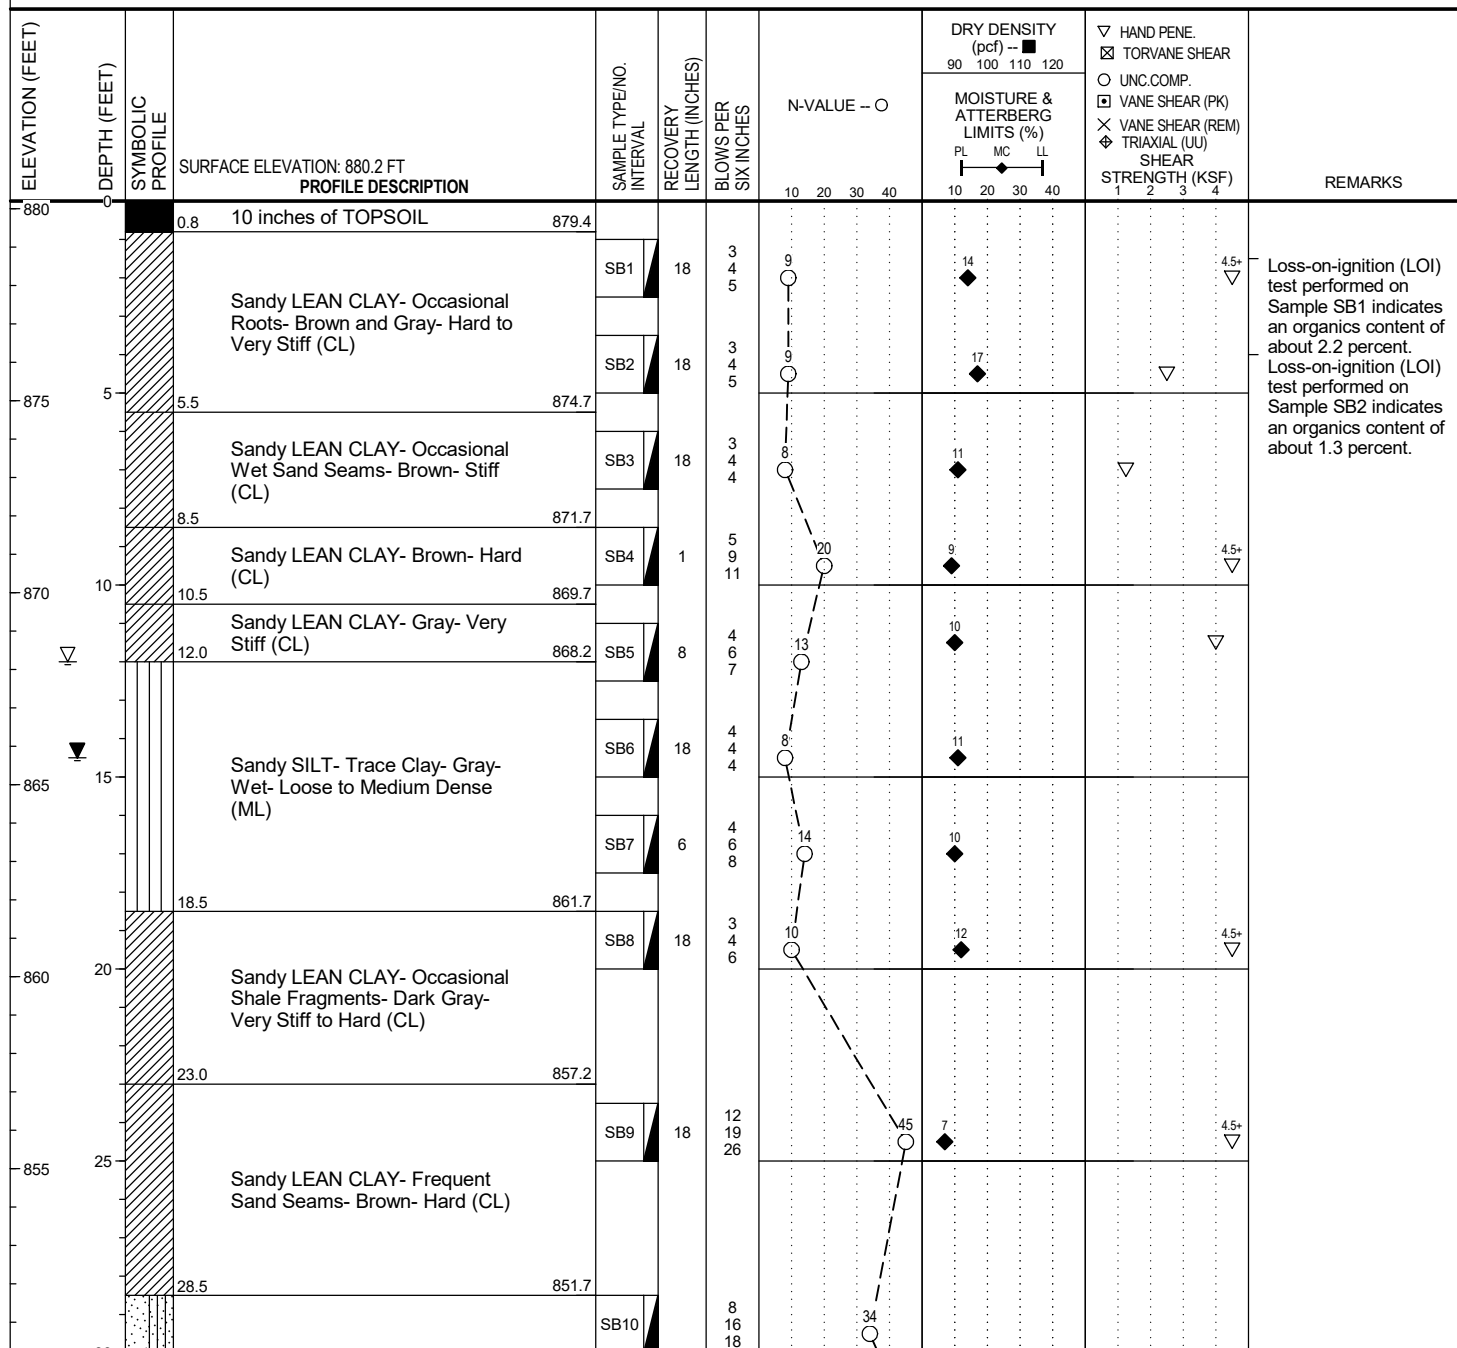 ELEVATION (FEET)
DEPTH (FEET)
SYMBOLIC
PROFILE
SURFACE ELEVATION: 880.2 FT
PROFILE DESCRIPTION
SAMPLE TYPE/NO.
INTERVAL
RECOVERY
LENGTH (INCHES)
BLOWS PER
SIX INCHES
N-VALUE -- O
10 20 30 40
DRY DENSITY
(pcf) -- ■
90 100 110 120
MOISTURE &
ATTERBERG
LIMITS (%)
PL MC LL
10 20 30 40
HAND PENE.
TORVANE SHEAR
UNC.COMP.
VANE SHEAR (PK)
VANE SHEAR (REM)
TRIAXIAL (UU)
SHEAR
STRENGTH (KSF)
1 2 3 4
REMARKS
880 0
0.8 10 inches of TOPSOIL 879.4
Sandy LEAN CLAY- Occasional
Roots- Brown and Gray- Hard to
Very Stiff (CL)
SB1 18
3
4
5
9 14 4.5+
Loss-on-ignition (LOI)
test performed on
Sample SB1 indicates
an organics content of
about 2.2 percent.
SB2 18
3
4
5
9 17
Loss-on-ignition (LOI)
test performed on
Sample SB2 indicates
an organics content of
about 1.3 percent.
875 5
5.5 874.7
Sandy LEAN CLAY- Occasional
Wet Sand Seams- Brown- Stiff
(CL)
SB3 18
3
4
4
8 11
8.5 871.7
Sandy LEAN CLAY- Brown- Hard
(CL)
SB4 1
5
9
11
20 9 4.5+
870 10
10.5 869.7
Sandy LEAN CLAY- Gray- Very
Stiff (CL)
12.0 868.2
SB5 8
4
6
7
13 10
Sandy SILT- Trace Clay- Gray-
Wet- Loose to Medium Dense
(ML)
SB6 18
4
4
4
8 11
865 15
SB7 6
4
6
8
14 10
18.5 861.7
SB8 18
3
4
6
10 12 4.5+
860 20
Sandy LEAN CLAY- Occasional
Shale Fragments- Dark Gray-
Very Stiff to Hard (CL)
23.0 857.2
SB9 18
12
19
26
45 7 4.5+
855 25
Sandy LEAN CLAY- Frequent
Sand Seams- Brown- Hard (CL)
28.5 851.7
SB10
8
16
18
34